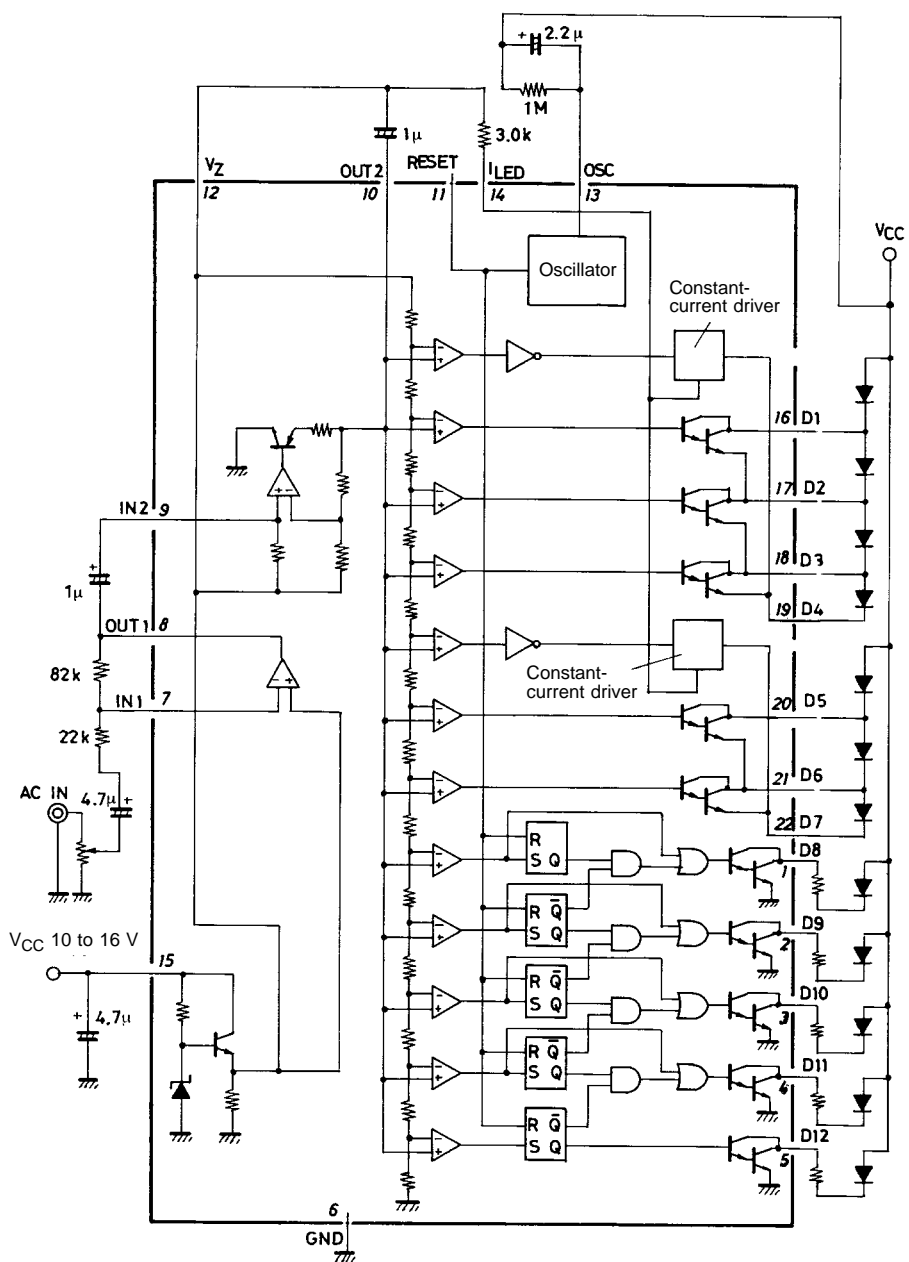 + 2.2μ
1M
1μ
3.0k
VZ
12
OUT 2
10
RESET
11
ILED
14
OSC
13
VCC
Oscillator
Constant-
current driver
- +
- +
16 D1
+ -
17 D2
- +
IN2 9
- +
18 D3
+
1μ
19 D4
OUT1 8
- +
82k
- +
Constant-
current driver
20 D5
IN1 7
- +
22k
21 D6
- +
AC IN
4.7μ +
22 D7
R
S Q
D8
1
- +
R Q̅
S Q
D9
2
- +
VCC 10 to 16 V
15
R Q̅
S Q
D10
3
- +
+ 4.7μ
R Q̅
S Q
D11
4
- +
R Q̅
S Q
D12
5
- +
6
GND